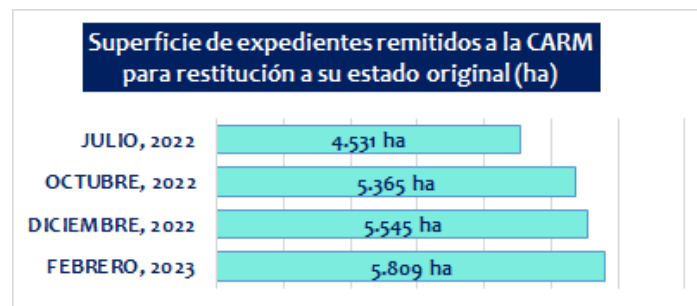 Superficie de expedientes remitidos a la CARM
para restitución a su estado original (ha)
JULIO, 2022 4.531 ha
OCTUBRE, 2022 5.365 ha
DICIEMBRE, 2022 5.545 ha
FEBRERO, 2023 5.809 ha